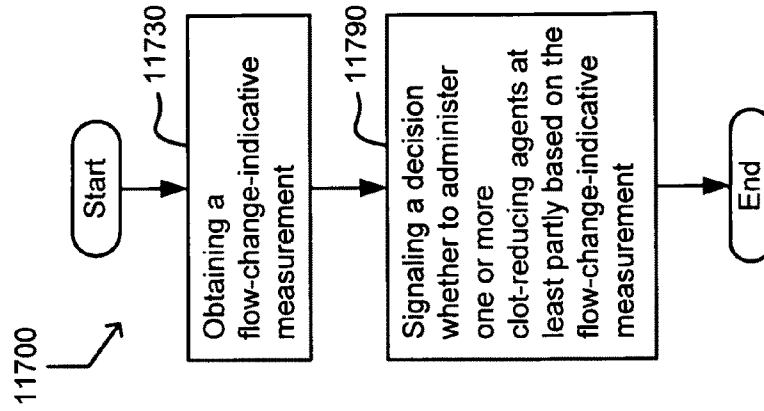 11700
Start
11730
Obtaining a
flow-change-indicative
measurement
11790
Signaling a decision
whether to administer
one or more
clot-reducing agents at
least partly based on the
flow-change-indicative
measurement
End